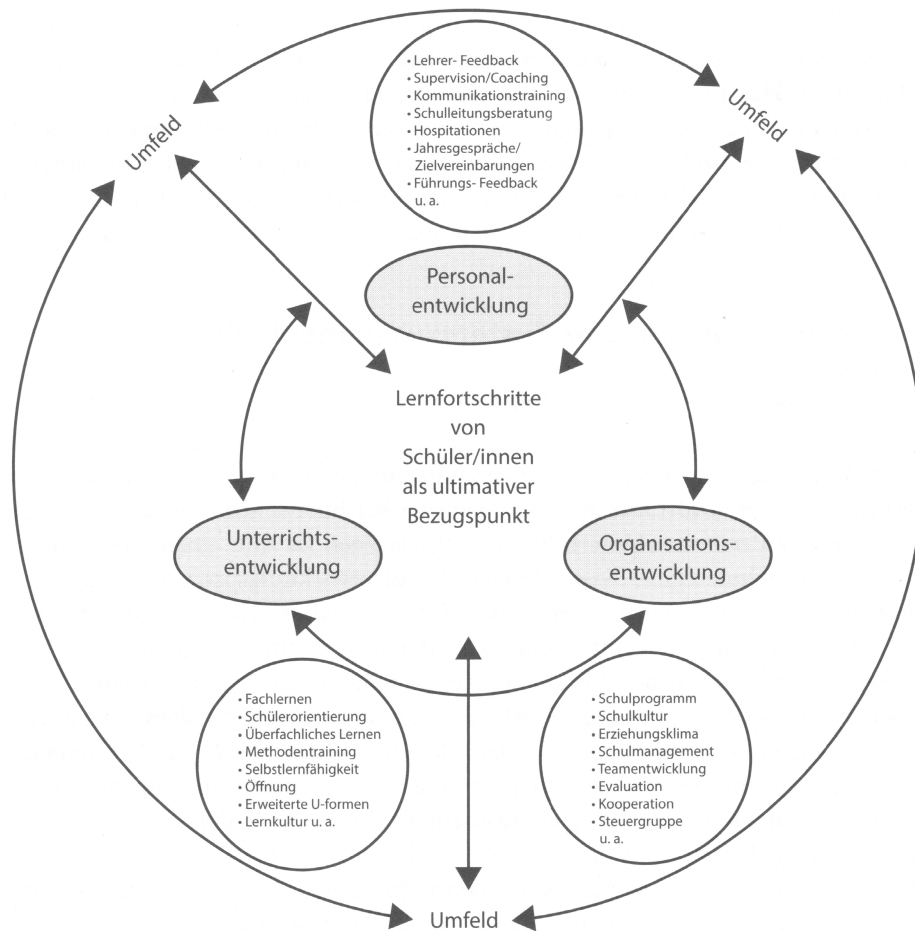 • Lehrer- Feedback
• Supervision/Coaching
• Kommunikationstraining
• Schulleitungsberatung
• Hospitationen
• Jahresgespräche/
Zielvereinbarungen
• Führungs- Feedback
u. a.
Umfeld
Umfeld
Personal-
entwicklung
Lernfortschritte
von
Schüler/innen
als ultimativer
Bezugspunkt
Unterrichts-
entwicklung
Organisations-
entwicklung
• Fachlernen
• Schülerorientierung
• Überfachliches Lernen
• Methodentraining
• Selbstlernfähigkeit
• Öffnung
• Erweiterte U-formen
• Lernkultur u. a.
• Schulprogramm
• Schulkultur
• Erziehungsklima
• Schulmanagement
• Teamentwicklung
• Evaluation
• Kooperation
• Steuergruppe
u. a.
Umfeld